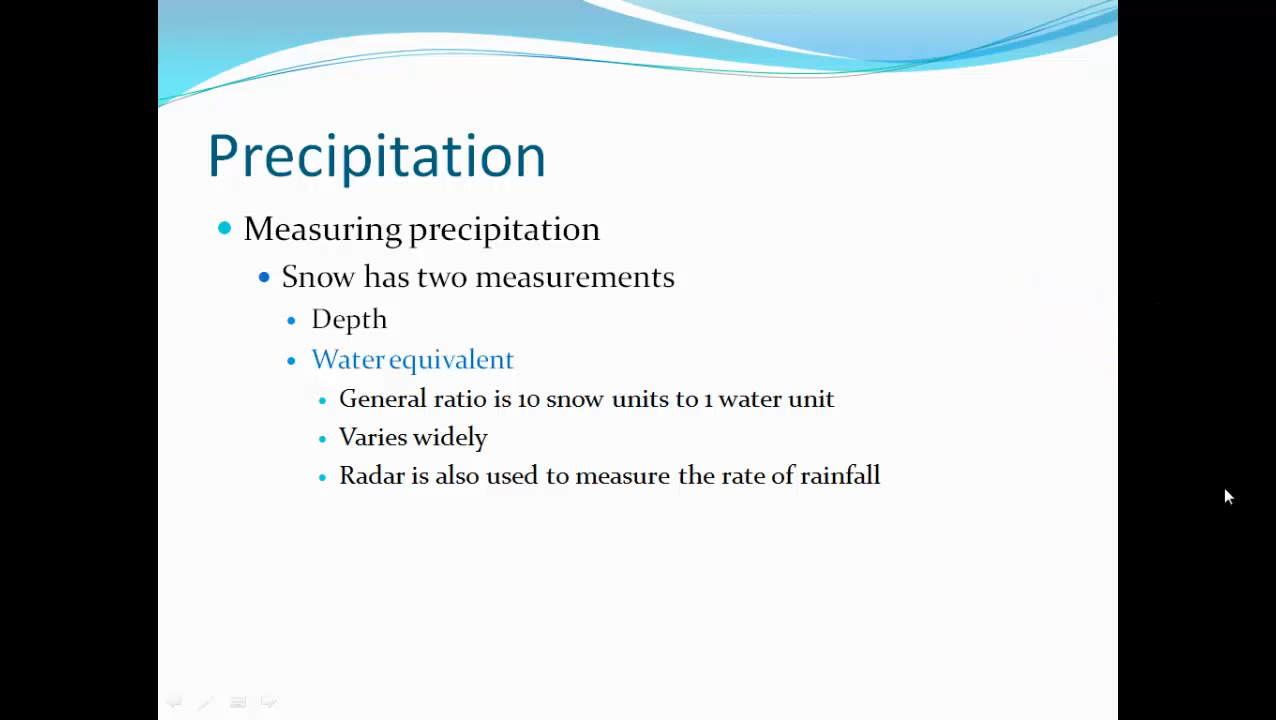 Precipitation
Measuring precipitation
Snow has two measurements
Depth
Water equivalent
General ratio is 10 snow units to 1 water unit
Varies widely
Radar is also used to measure the rate of rainfall